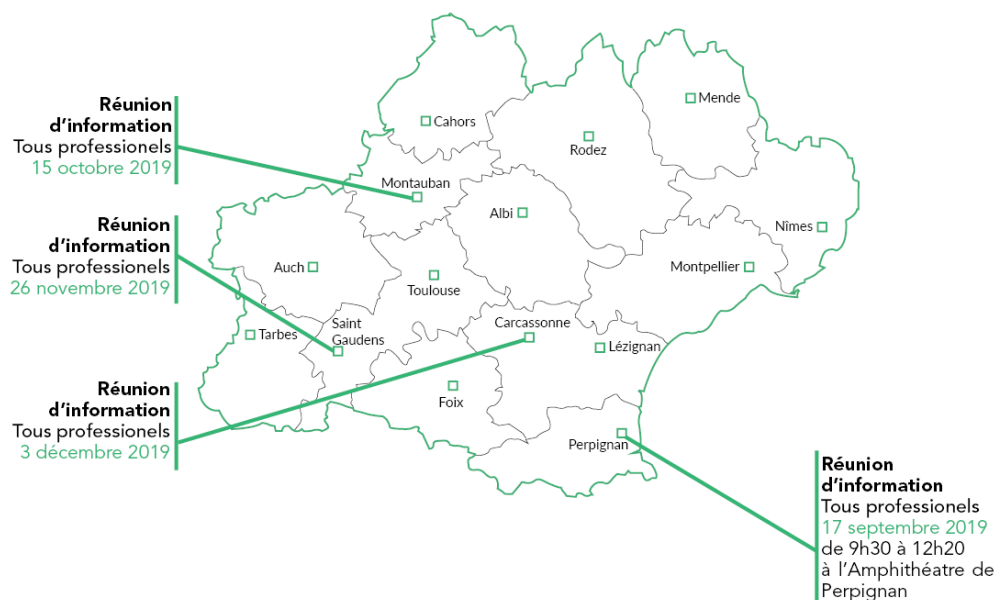 Réunion
d'information
Tous professionels
15 octobre 2019
Réunion
d'information
Tous professionels
26 novembre 2019
Réunion
d'information
Tous professionels
3 décembre 2019
Cahors
Mende
Rodez
Montauban
Albi
Nîmes
Auch
Toulouse
Montpellier
Tarbes
Saint
Gaudens
Carcassonne
Lézignan
Foix
Perpignan
Réunion
d'information
Tous professionels
17 septembre 2019
de 9h30 à 12h20
à l'Amphithéatre de
Perpignan